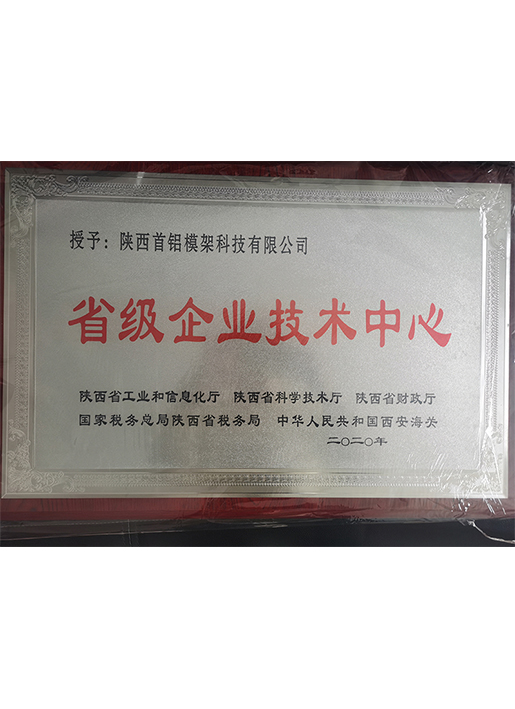 授予：陕西首铝模架科技有限公司
省级企业技术中心
陕西省工业和信息化厅 陕西省科学技术厅 陕西省财政厅
国家税务总局陕西省税务局 中华人民共和国西安海关
二〇二〇年